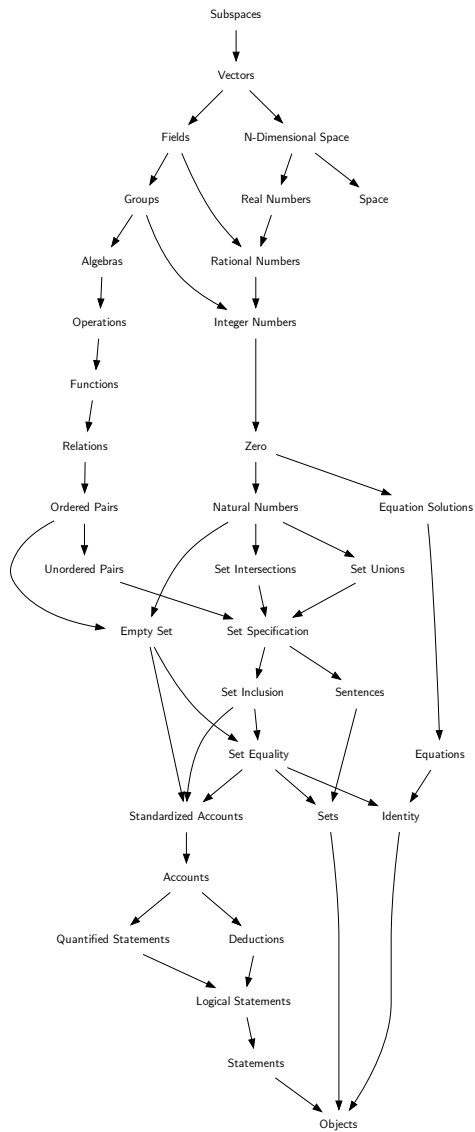 Subspaces
Vectors
Fields
N-Dimensional Space
Groups
Real Numbers
Space
Algebras
Rational Numbers
Operations
Integer Numbers
Functions
Relations
Zero
Ordered Pairs
Natural Numbers
Equation Solutions
Unordered Pairs
Set Intersections
Set Unions
Empty Set
Set Specification
Set Inclusion
Sentences
Set Equality
Equations
Standardized Accounts
Sets
Identity
Accounts
Quantified Statements
Deductions
Logical Statements
Statements
Objects